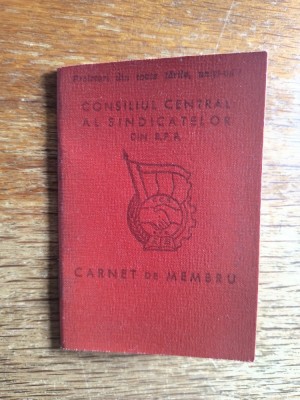 Proletari din toate țările, uniți-vă!
CONSILIUL CENTRAL
AL SINDICATELOR
DIN R.P.R.
CARNET DE MEMBRU